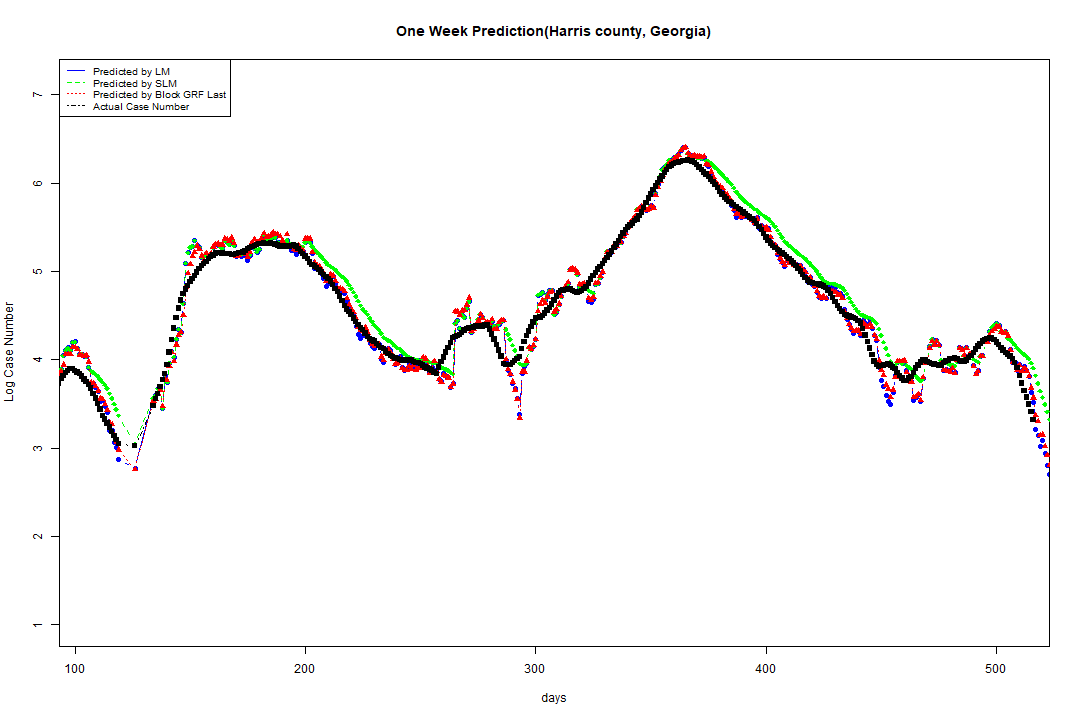 One Week Prediction(Harris county, Georgia)
Predicted by LM
Predicted by SLM
Predicted by Block GRF Last
Actual Case Number
7
6
5
4
3
2
1
Log Case Number
100 200 300 400 500
days